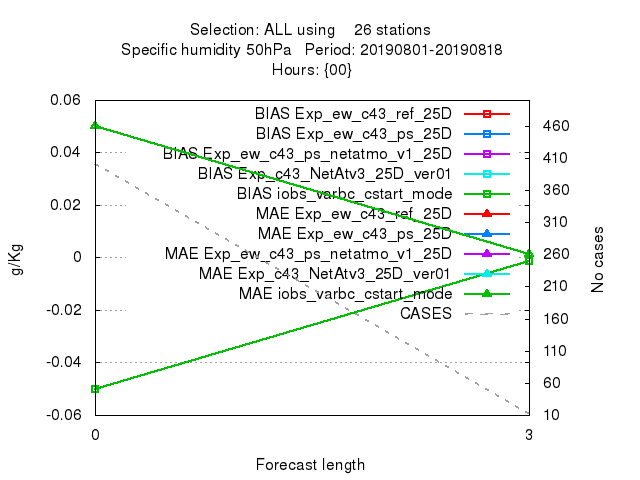 Selection: ALL using 26 stations
Specific humidity 50hPa Period: 20190801-20190818
Hours: {00}
0.06
0.04
0.02
0
-0.02
-0.04
-0.06
g/Kg
BIAS Exp_ew_c43_ref_25D
BIAS Exp_ew_c43_ps_25D
BIAS Exp_ew_c43_ps_netatmo_v1_25D
BIAS Exp_c43_NetAtv3_25D_ver01
BIAS iobs_varbc_cstart_mode
MAE Exp_ew_c43_ref_25D
MAE Exp_ew_c43_ps_25D
MAE Exp_ew_c43_ps_netatmo_v1_25D
MAE Exp_c43_NetAtv3_25D_ver01
MAE iobs_varbc_cstart_mode
CASES
460
410
360
310
260
210
160
110
60
10
No cases
0
3
Forecast length